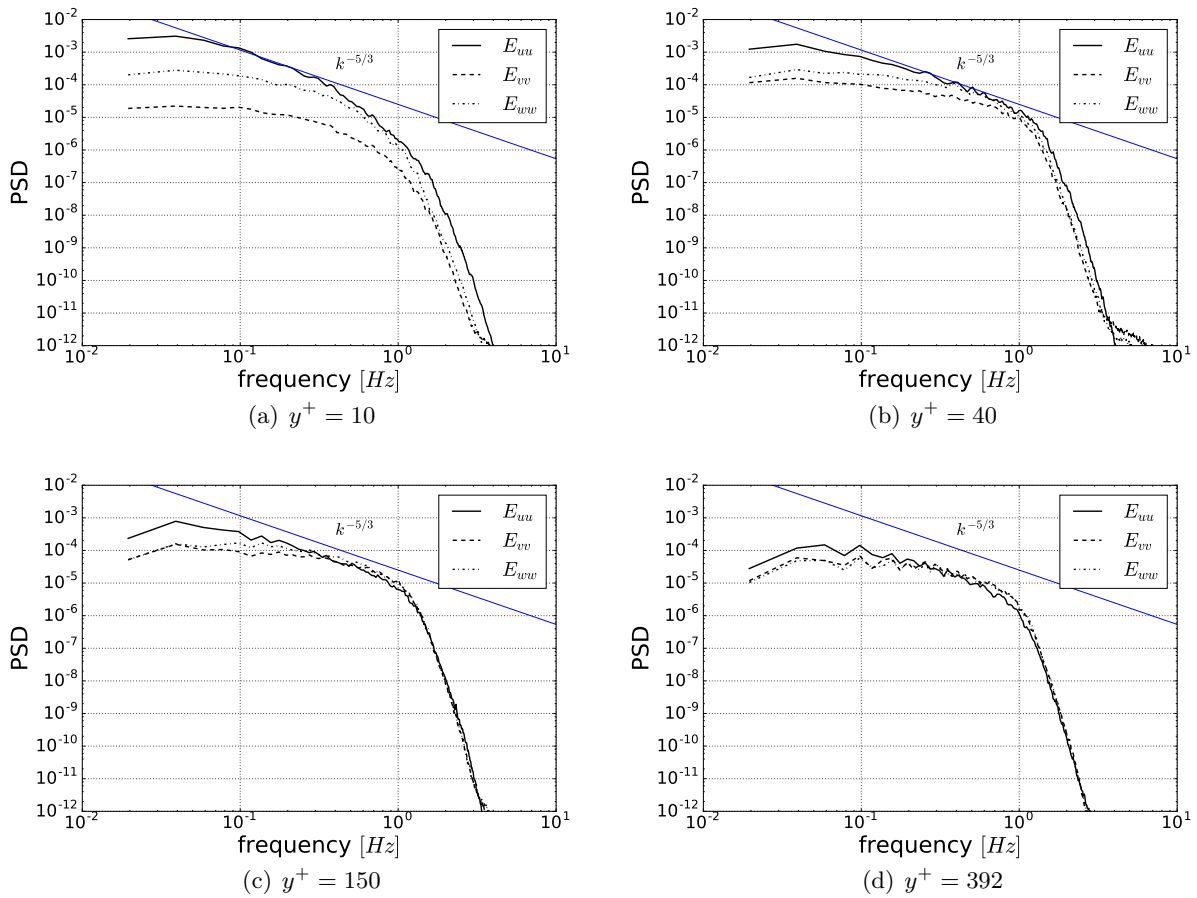 10^-2
10^-3
10^-4
10^-5
10^-6
10^-7
10^-8
10^-9
10^-10
10^-11
10^-12
PSD
k^-5/3
E_uu
E_vv
E_ww
10^-2 10^-1 10^0 10^1
frequency [Hz]
(a) y^+ = 10
10^-2
10^-3
10^-4
10^-5
10^-6
10^-7
10^-8
10^-9
10^-10
10^-11
10^-12
PSD
k^-5/3
E_uu
E_vv
E_ww
10^-2 10^-1 10^0 10^1
frequency [Hz]
(b) y^+ = 40
10^-2
10^-3
10^-4
10^-5
10^-6
10^-7
10^-8
10^-9
10^-10
10^-11
10^-12
PSD
k^-5/3
E_uu
E_vv
E_ww
10^-2 10^-1 10^0 10^1
frequency [Hz]
(c) y^+ = 150
10^-2
10^-3
10^-4
10^-5
10^-6
10^-7
10^-8
10^-9
10^-10
10^-11
10^-12
PSD
k^-5/3
E_uu
E_vv
E_ww
10^-2 10^-1 10^0 10^1
frequency [Hz]
(d) y^+ = 392